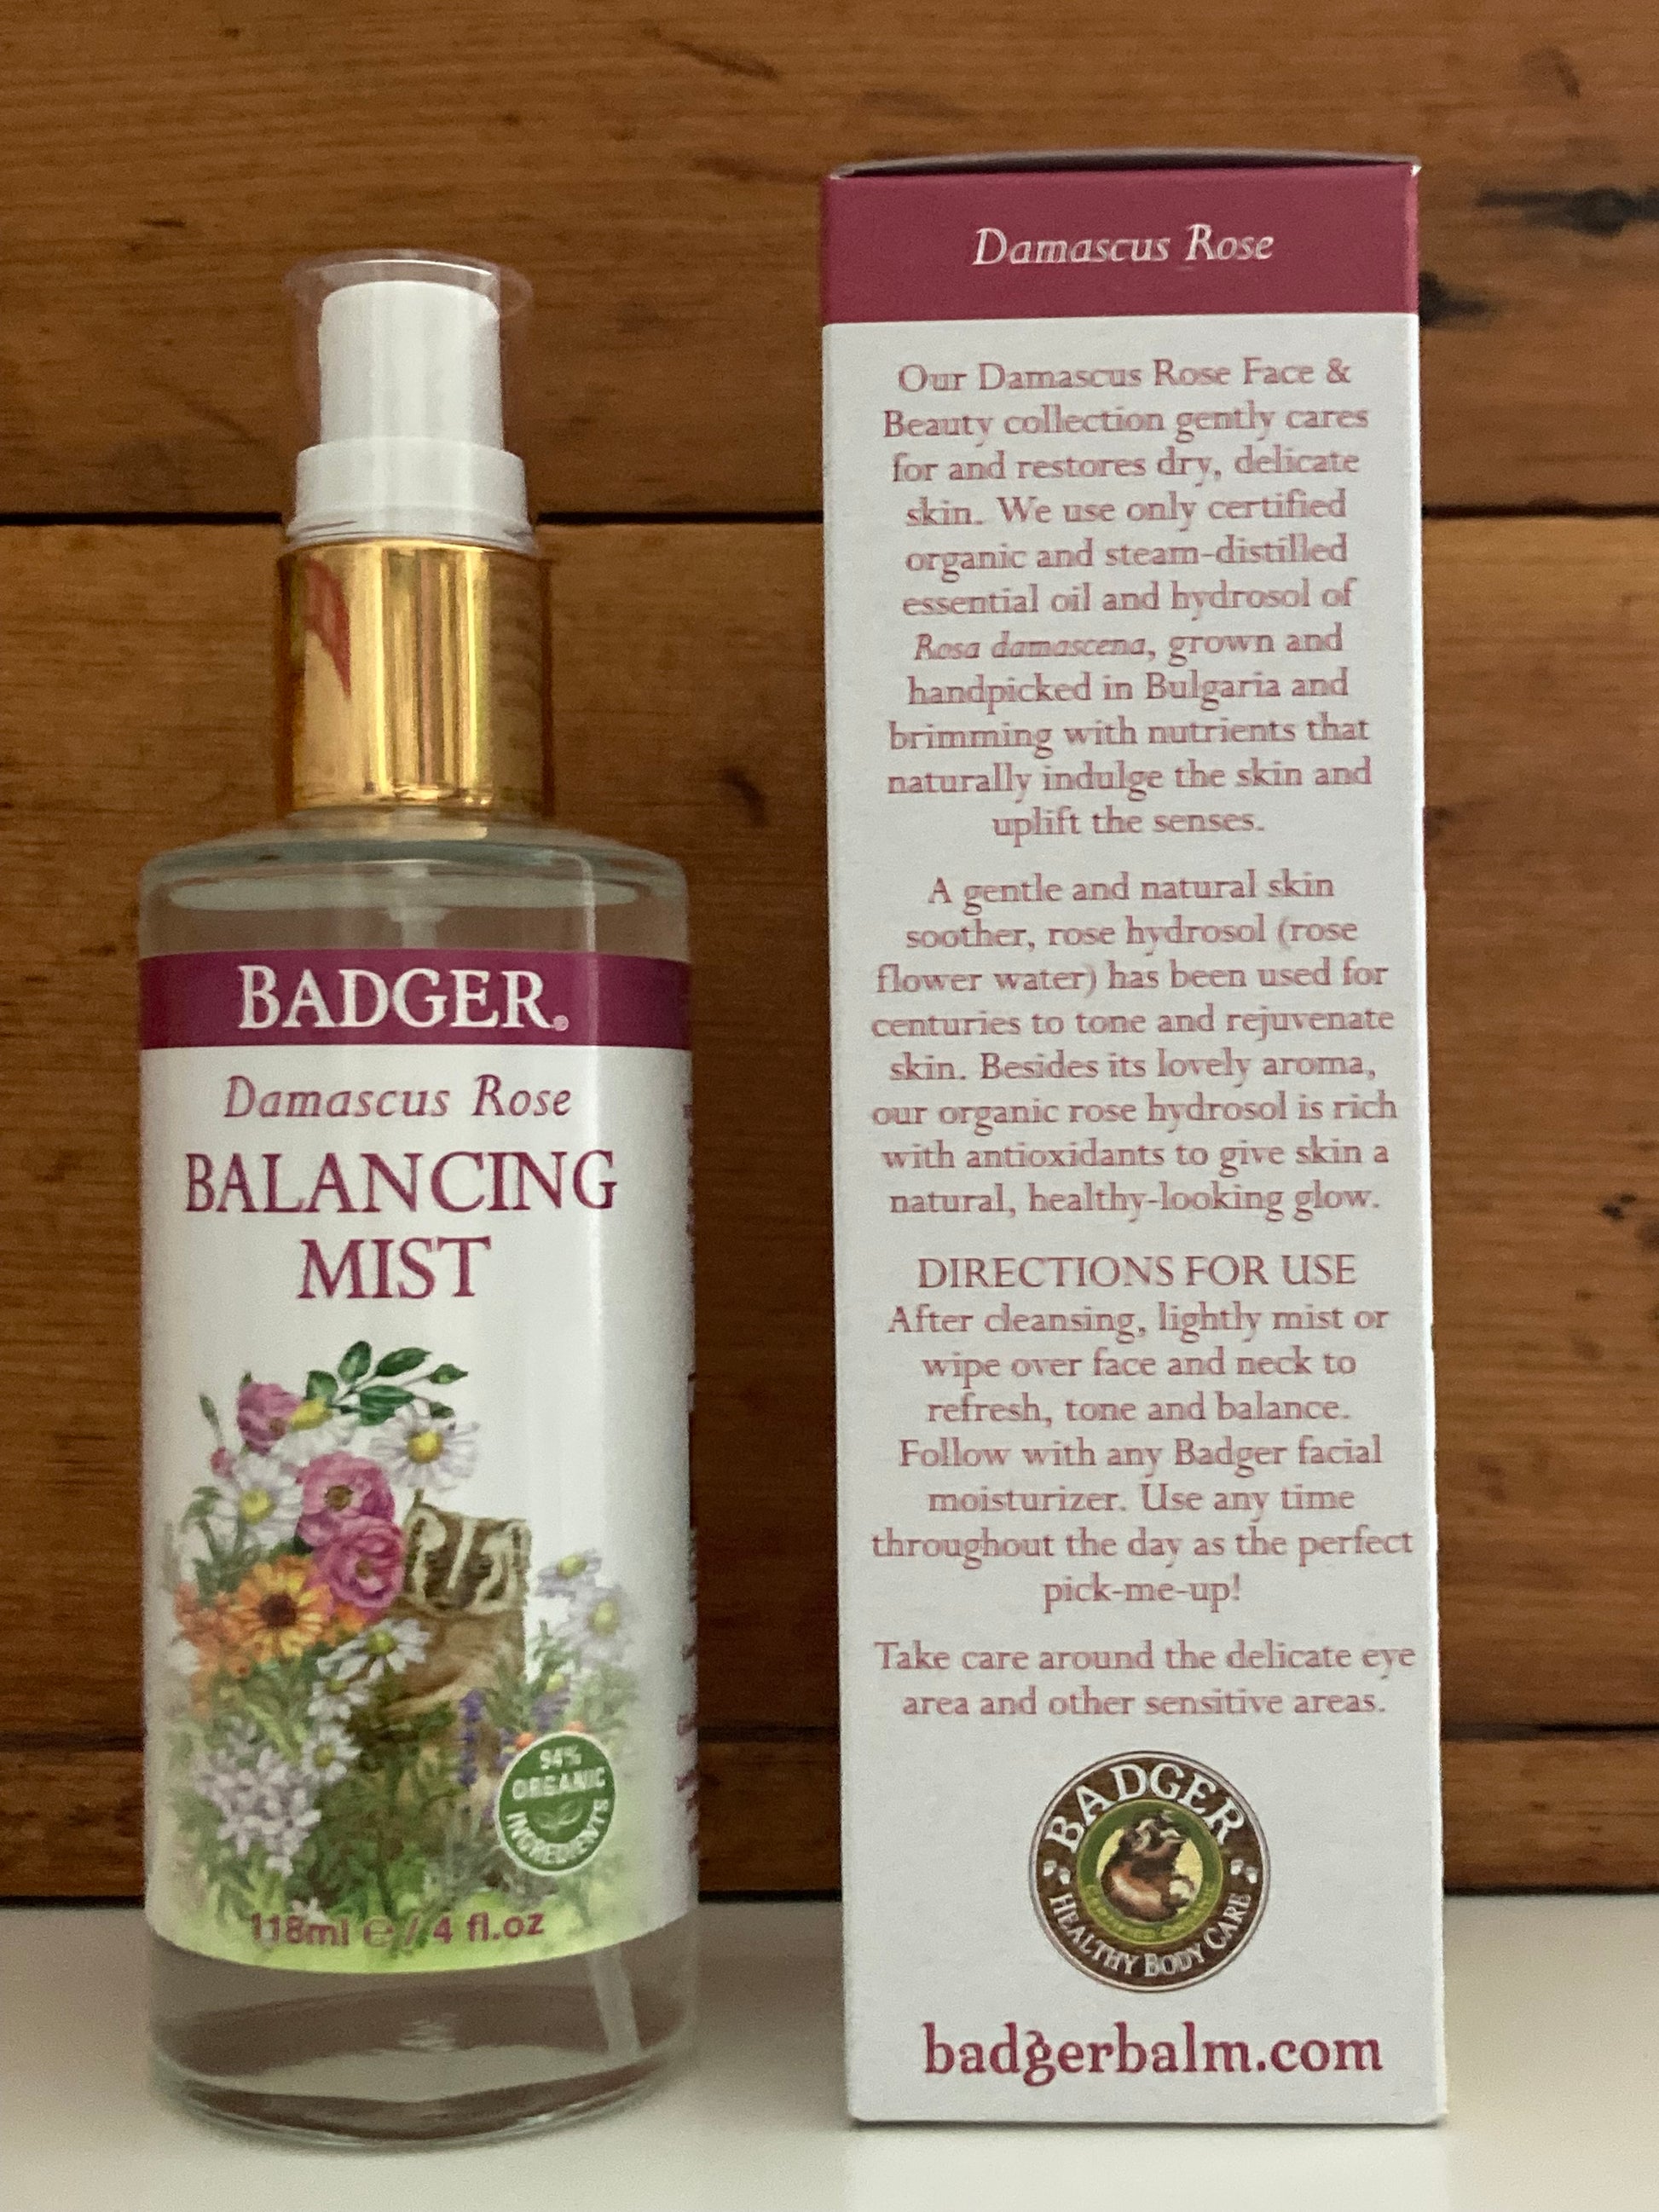 BADGER®
Damascus Rose
BALANCING
MIST
94%
ORGANIC
INGREDIENTS
118ml ℮ / 4 fl.oz
Damascus Rose
Our Damascus Rose Face &
Beauty collection gently cares
for and restores dry, delicate
skin. We use only certified
organic and steam-distilled
essential oil and hydrosol of
Rosa damascena, grown and
handpicked in Bulgaria and
brimming with nutrients that
naturally indulge the skin and
uplift the senses.
A gentle and natural skin
soother, rose hydrosol (rose
flower water) has been used for
centuries to tone and rejuvenate
skin. Besides its lovely aroma,
our organic rose hydrosol is rich
with antioxidants to give skin a
natural, healthy-looking glow.
DIRECTIONS FOR USE
After cleansing, lightly mist or
wipe over face and neck to
refresh, tone and balance.
Follow with any Badger facial
moisturizer. Use any time
throughout the day as the perfect
pick-me-up!
Take care around the delicate eye
area and other sensitive areas.
BADGER
HEALTHY BODY CARE
badgerbalm.com